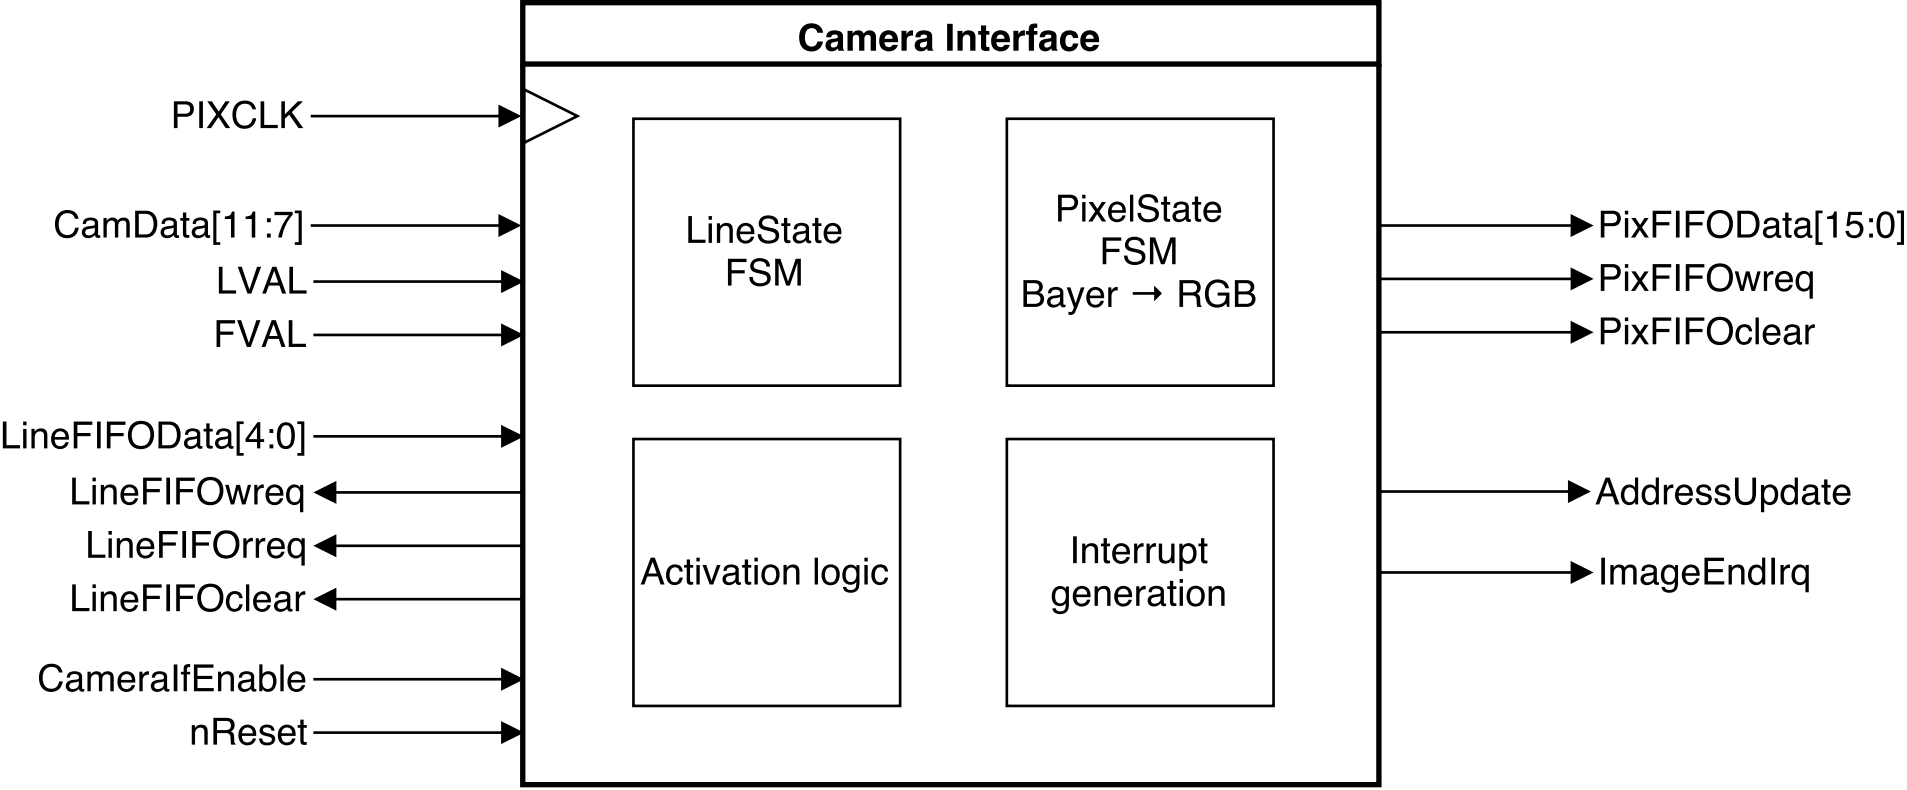 Camera Interface
PIXCLK
CamData[11:7]
LVAL
FVAL
LineFIFOData[4:0]
LineFIFOwreq
LineFIFOrreq
LineFIFOclear
CameraIfEnable
nReset
LineState
FSM
PixelState
FSM
Bayer → RGB
Activation logic
Interrupt
generation
PixFIFOData[15:0]
PixFIFOwreq
PixFIFOclear
AddressUpdate
ImageEndIrq